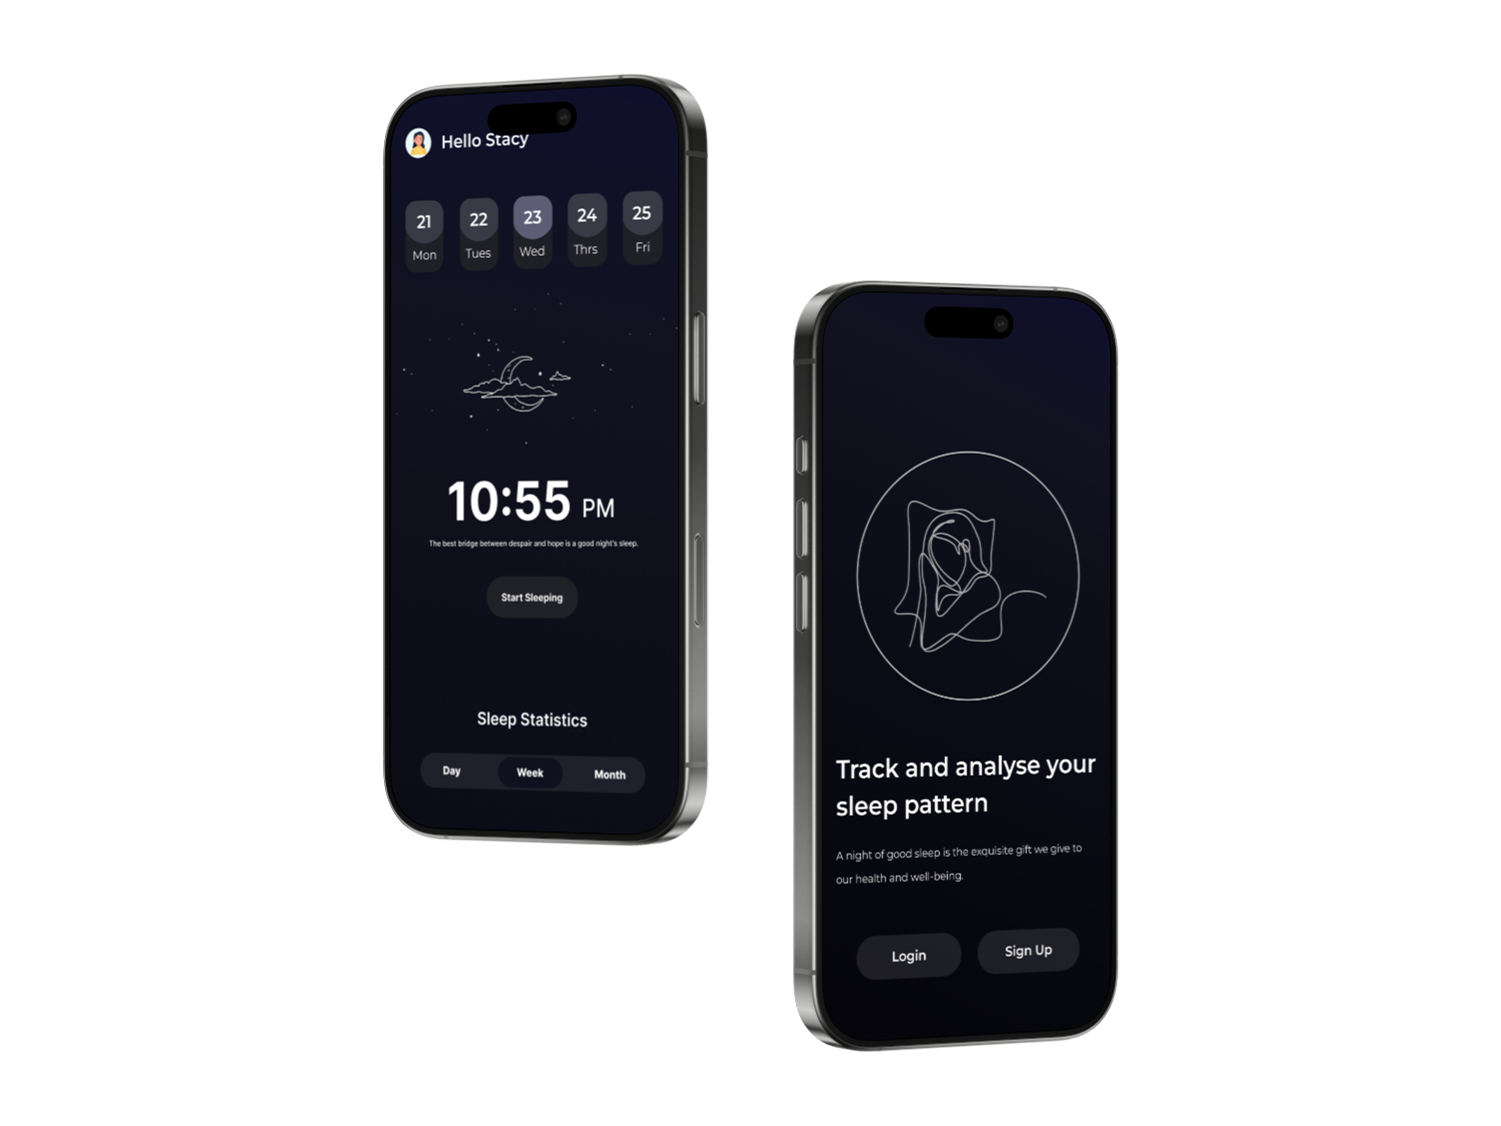 Hello Stacy
21 22 23 24 25
Mon Tues Wed Thrs Fri
10:55 PM
The best bridge between despair and hope is a good night's sleep.
Start Sleeping
Sleep Statistics
Day Week Month
Track and analyse your
sleep pattern
A night of good sleep is the exquisite gift we give to
our health and well-being.
Login Sign Up